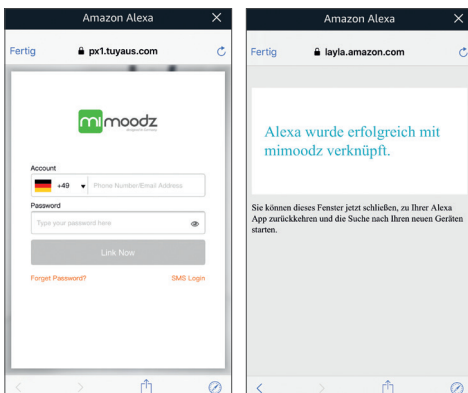 Amazon Alexa
Fertig
px1.tuyaus.com
mimoodz
Account
+49
Phone Number/Email Address
Password
Type your password here
Link Now
Forget Password?
SMS Login
Amazon Alexa
Fertig
layla.amazon.com
Alexa wurde erfolgreich mit
mimoodz verknüpft.
Sie können dieses Fenster jetzt schließen, zu Ihrer Alexa
App zurückkehren und die Suche nach Ihren neuen Geräten
starten.